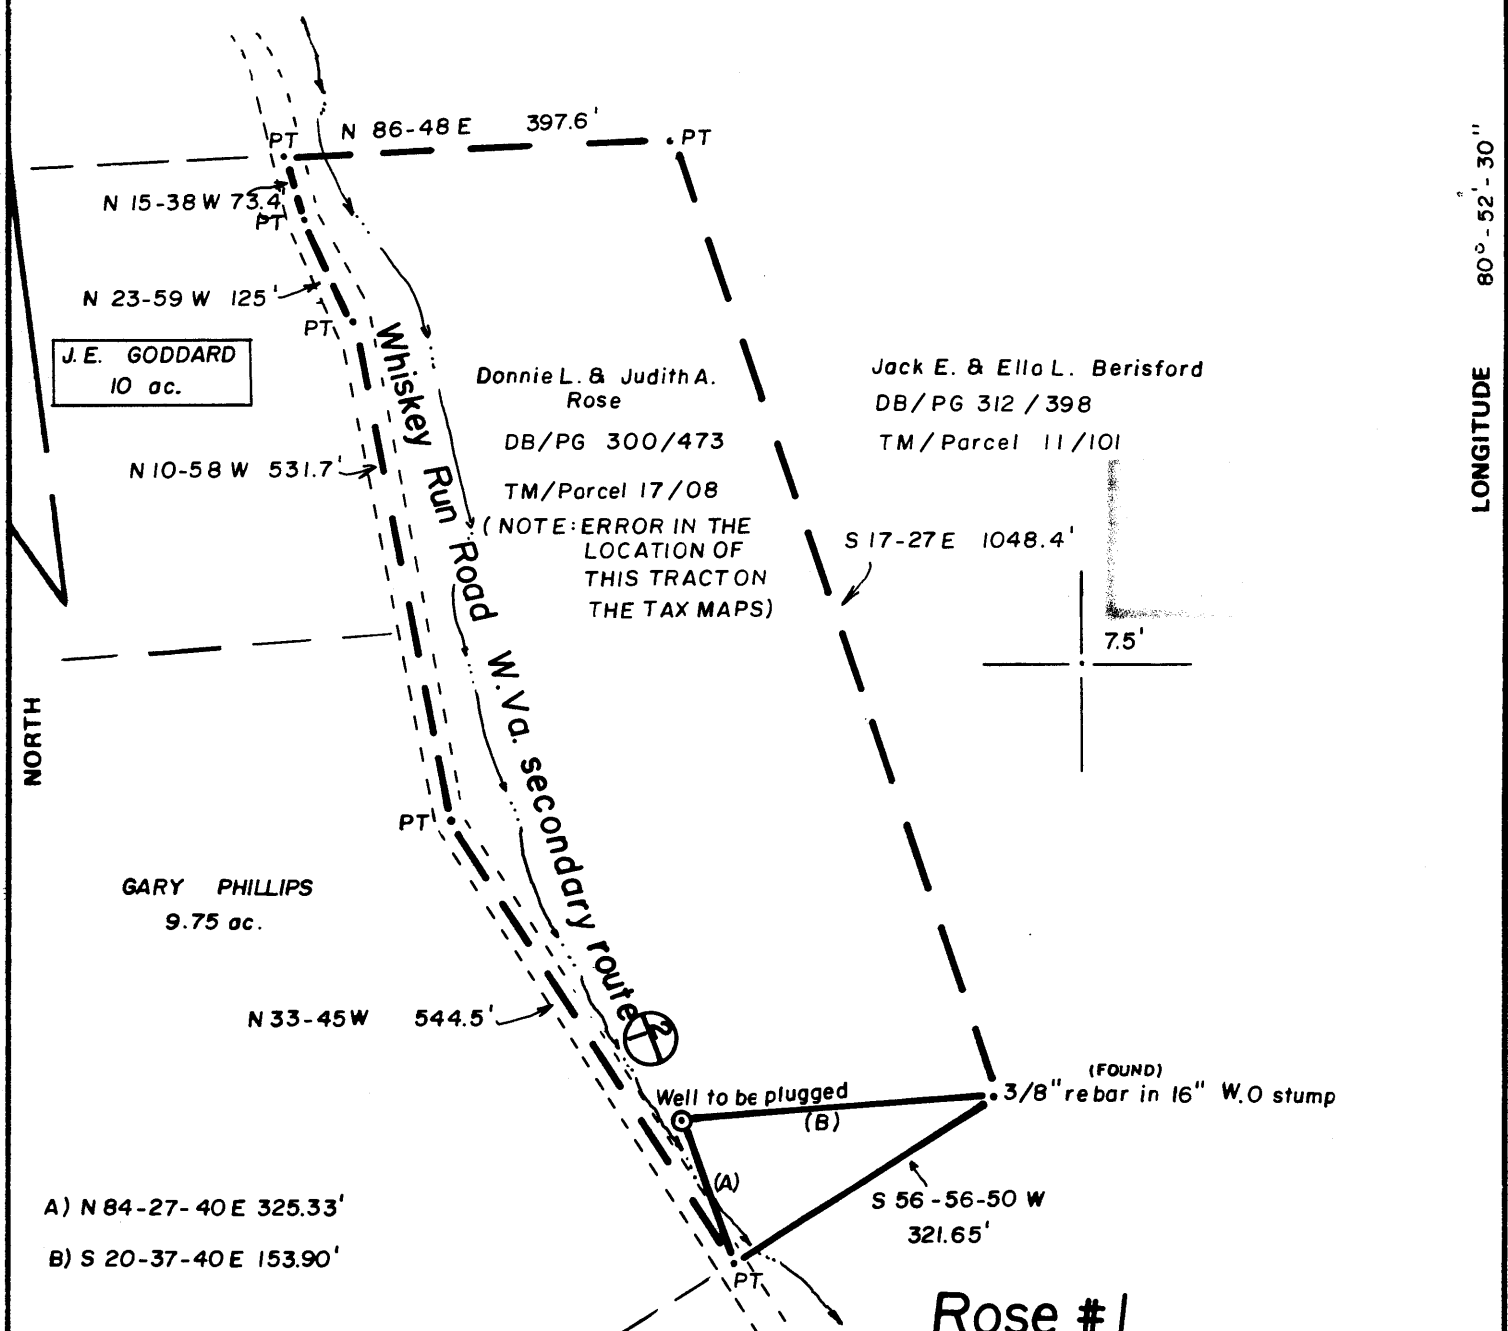 N 86-48 E 397.6'
PT
PT
N 15-38 W 73.4'
PT
N 23-59 W 125'
PT
J. E. GODDARD
10 ac.
Donnie L. & Judith A.
Rose
DB/PG 300/473
TM/Parcel 17/08
(NOTE: ERROR IN THE
LOCATION OF
THIS TRACT ON
THE TAX MAPS)
Jack E. & Ella L. Berisford
DB/PG 312/398
TM/Parcel 11/101
80° - 52' - 30"
LONGITUDE
N 10-58 W 531.7'
S 17-27 E 1048.4'
7.5'
Whiskey Run Road W.Va. secondary route
1/2
NORTH
PT
GARY PHILLIPS
9.75 ac.
N 33-45 W 544.5'
Well to be plugged
(B)
(FOUND)
3/8" rebar in 16" W.O stump
(A)
S 56-56-50 W
321.65'
A) N 84-27-40 E 325.33'
B) S 20-37-40 E 153.90'
PT
Rose #1